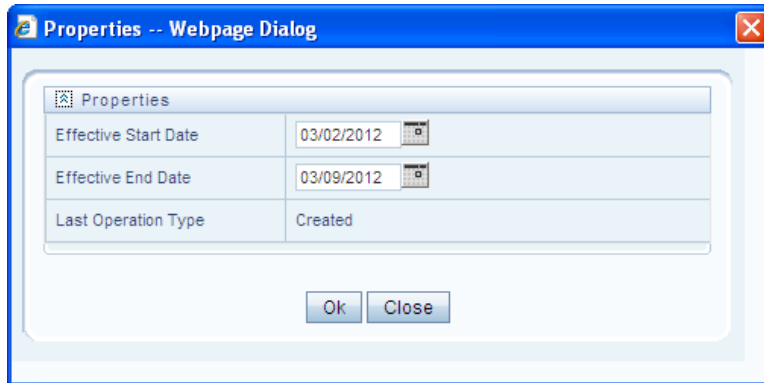 Properties -- Webpage Dialog
Properties
Effective Start Date 03/02/2012
Effective End Date 03/09/2012
Last Operation Type Created
Ok Close